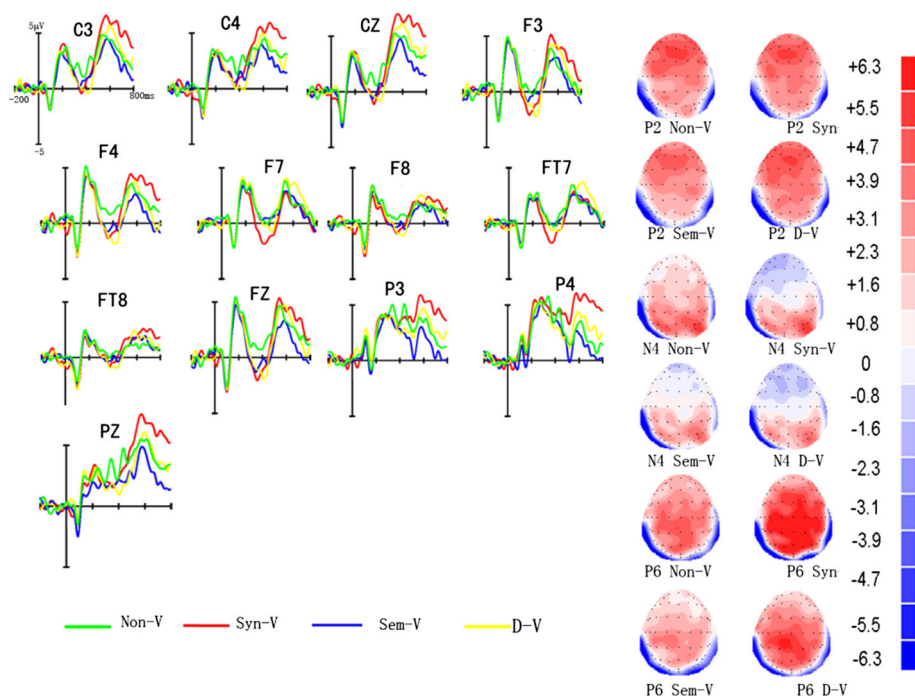 C3 C4 CZ F3
5μV
-200 800ms
-5
F4 F7 F8 FT7
FT8 FZ P3 P4
PZ
Non-V Syn-V Sem-V D-V
P2 Non-V P2 Syn-
P2 Sem-V P2 D-V
N4 Non-V N4 Syn-V
N4 Sem-V N4 D-V
P6 Non-V P6 Syn-
P6 Sem-V P6 D-V
+6.3
+5.5
+4.7
+3.9
+3.1
+2.3
+1.6
+0.8
0
-0.8
-1.6
-2.3
-3.1
-3.9
-4.7
-5.5
-6.3